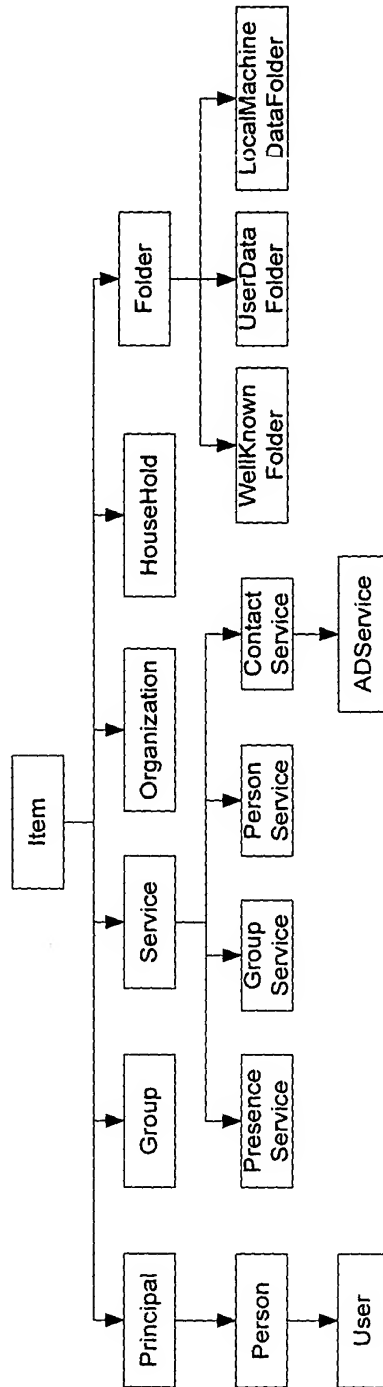 Item
Principal
Group
Service
Organization
HouseHold
Folder
Person
Presence
Service
Group
Service
Person
Service
Contact
Service
WellKnown
Folder
UserData
Folder
LocalMachine
DataFolder
User
ADService